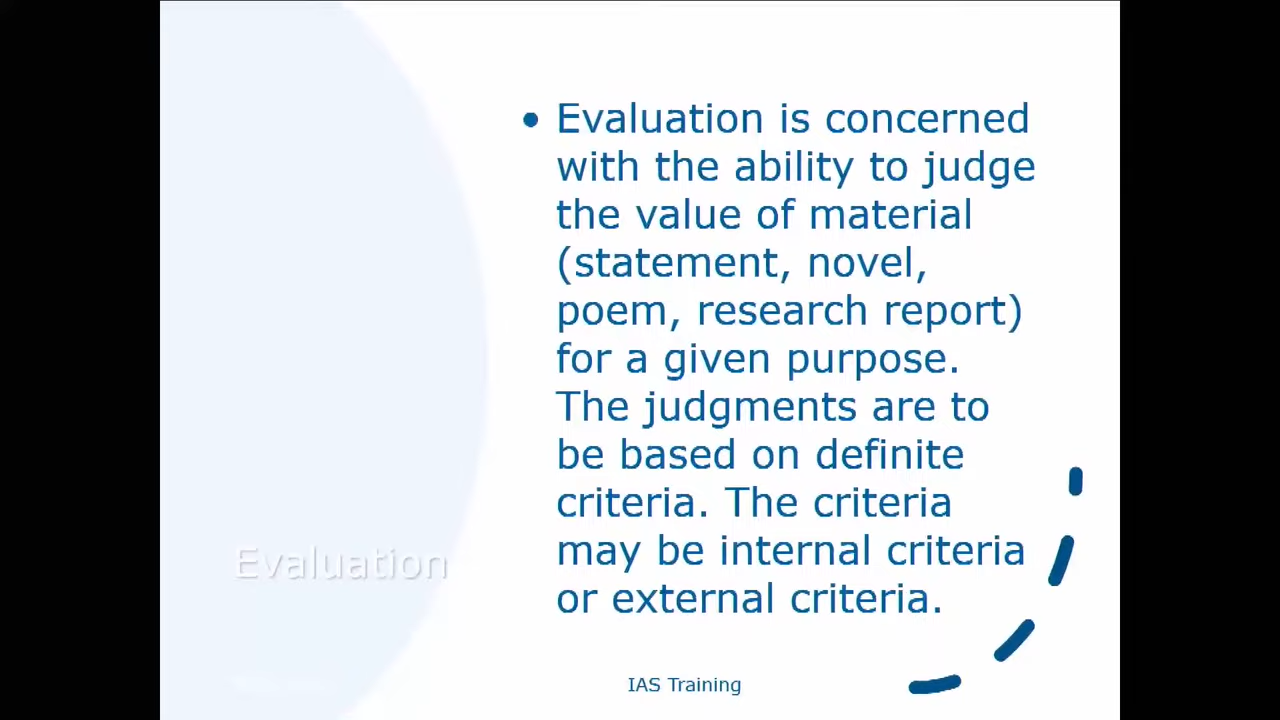 • Evaluation is concerned
with the ability to judge
the value of material
(statement, novel,
poem, research report)
for a given purpose.
The judgments are to
be based on definite
criteria. The criteria
may be internal criteria
or external criteria.
Evaluation
IAS Training